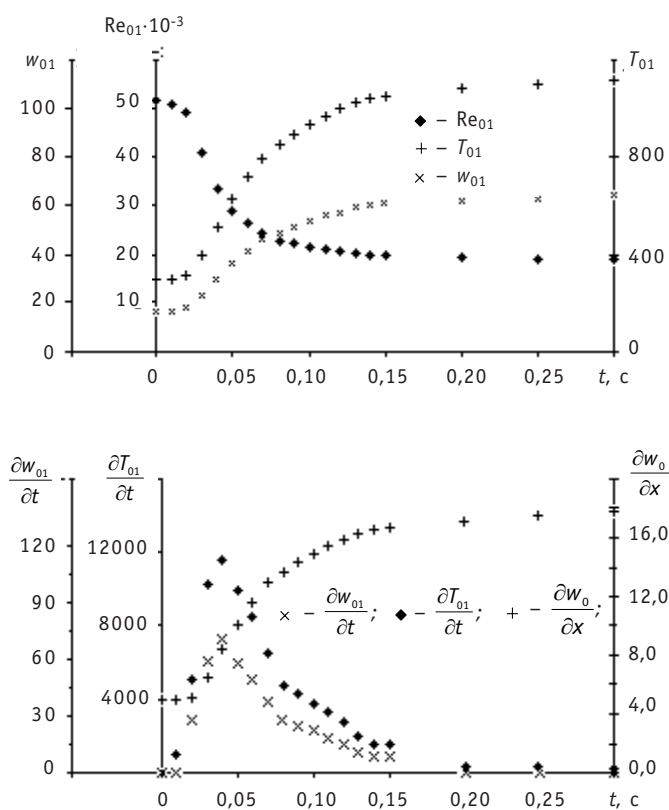 Re₀₁·10⁻³
w₀₁
T₀₁
100
50
♦ – Re₀₁
80
40
+ – T₀₁
800
× – w₀₁
60
30
40
20
400
20
10
0
0
0 0,05 0,10 0,15 0,20 0,25 t, с
∂w₀₁/∂t
∂T₀₁/∂t
∂w₀/∂x
120
12000
16,0
90
12,0
× – ∂w₀₁/∂t; ♦ – ∂T₀₁/∂t; + – ∂w₀/∂x;
8000
60
8,0
30
4000
4,0
0
0,0
0 0,05 0,10 0,15 0,20 0,25 t, с